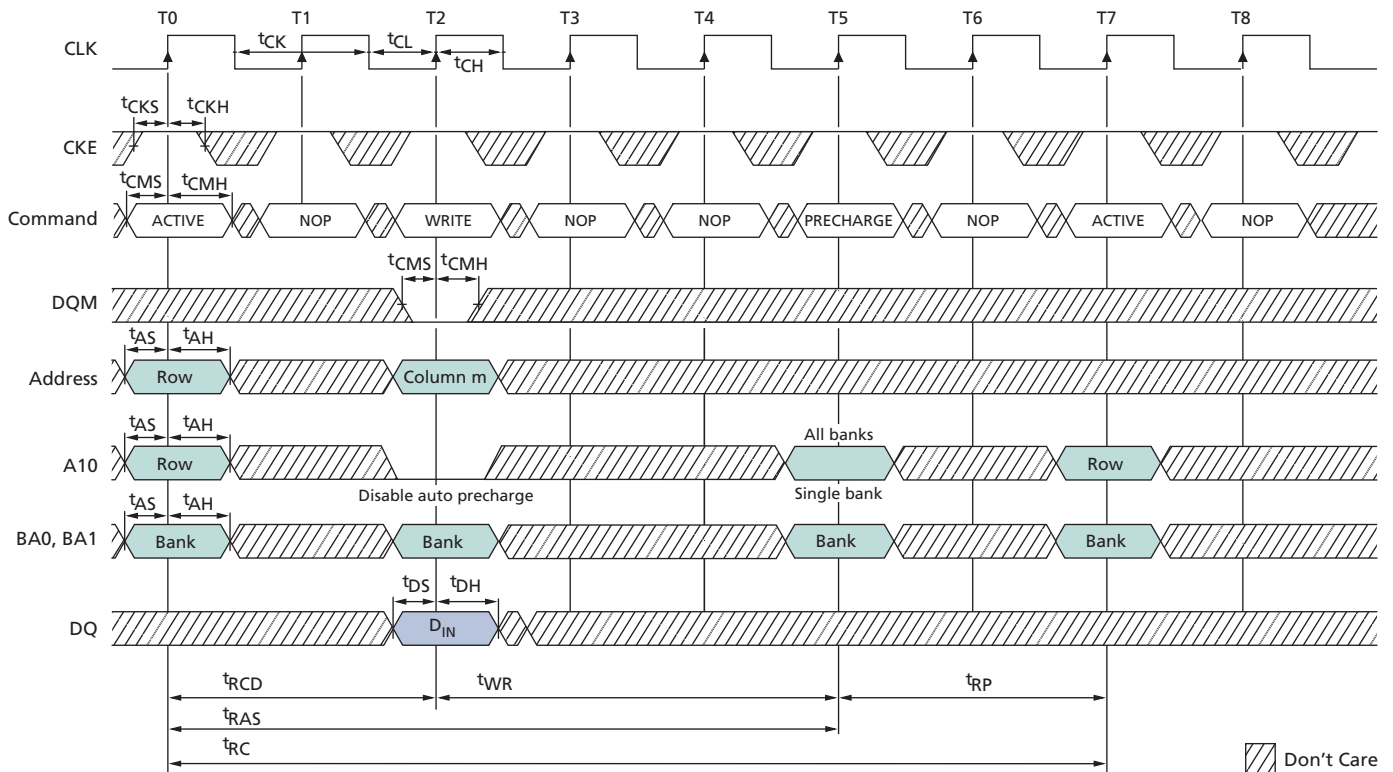 T0 T1 T2 T3 T4 T5 T6 T7 T8
CLK
tCK
tCL
tCH
tCKS tCKH
CKE
tCMS tCMH
Command
ACTIVE NOP WRITE NOP NOP PRECHARGE NOP ACTIVE NOP
tCMS tCMH
DQM
tAS tAH
Address
Row Column m
tAS tAH
All banks
A10
Row Row
Disable auto precharge
Single bank
tAS tAH
BA0, BA1
Bank Bank Bank Bank
tDS tDH
DQ
DIN
tRCD tWR tRP
tRAS
tRC
Don't Care